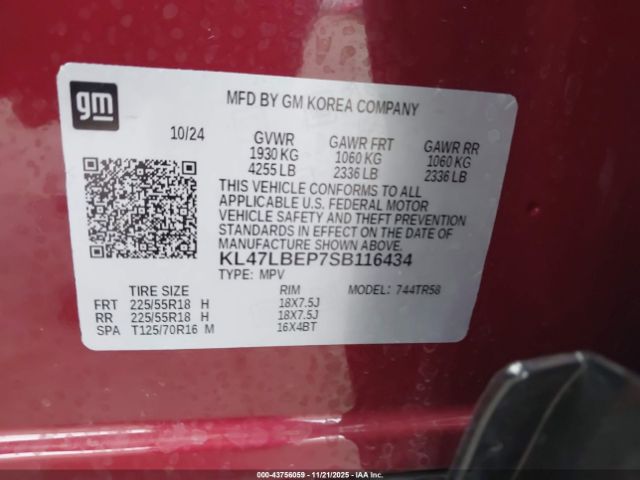 gm
MFD BY GM KOREA COMPANY
10/24 GVWR GAWR FRT GAWR RR
1930 KG 1060 KG 1060 KG
4255 LB 2336 LB 2336 LB
THIS VEHICLE CONFORMS TO ALL
APPLICABLE U.S. FEDERAL MOTOR
VEHICLE SAFETY AND THEFT PREVENTION
STANDARDS IN EFFECT ON THE DATE OF
MANUFACTURE SHOWN ABOVE.
KL47LBEP7SB116434
TYPE: MPV MODEL: 744TR58
TIRE SIZE RIM
FRT 225/55R18 H 18X7.5J
RR 225/55R18 H 18X7.5J
SPA T125/70R16 M 16X4BT
000-43756059 - 11/21/2025 - IAAI.com